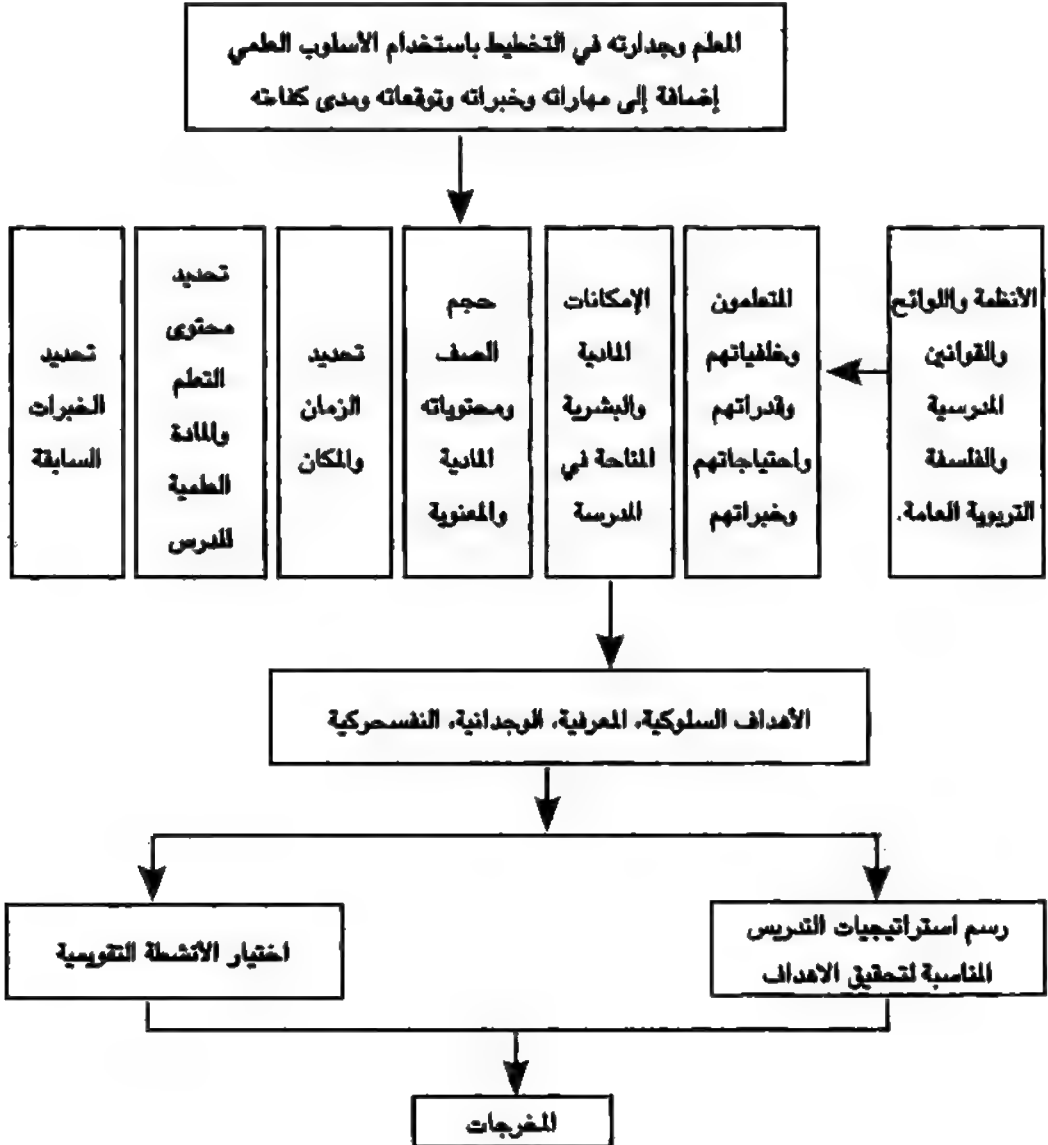 المعلم وجدارته في التخطيط باستخدام الأسلوب العلمي
إضافة إلى مهاراته وخبراته وتوقعاته ومدى كفاءته
الأنظمة واللوائح
والقوانين
المدرسية
والفلسفة
التربوية العامة.
المتعلمون
وخلفياتهم
وقدراتهم
واحتياجاتهم
وخبراتهم
الإمكانات
المادية
والبشرية
المتاحة في
المدرسة
حجم
الصف
ومحتوياته
المادية
والمعنوية
تحديد
الزمان
والمكان
تحديد
محتوى
التعلم
والمادة
العلمية
للدرس
تحديد
الخبرات
السابقة
الأهداف السلوكية، المعرفية، الوجدانية، النفسحركية
رسم استراتيجيات التدريس
المناسبة لتحقيق الاهداف
اختيار الأنشطة التقويمية
المخرجات